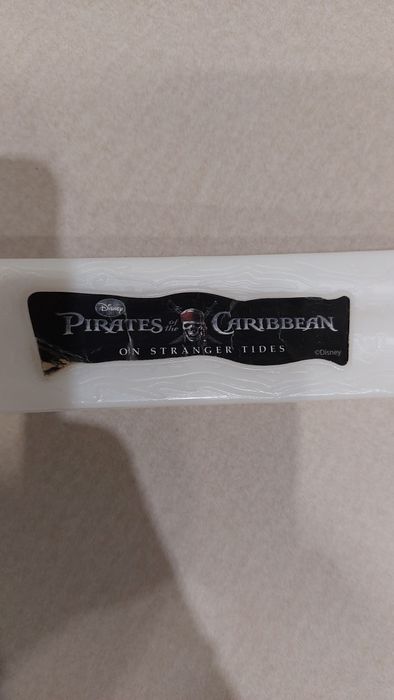 Disney
PIRATES of the CARIBBEAN
ON STRANGER TIDES
©Disney